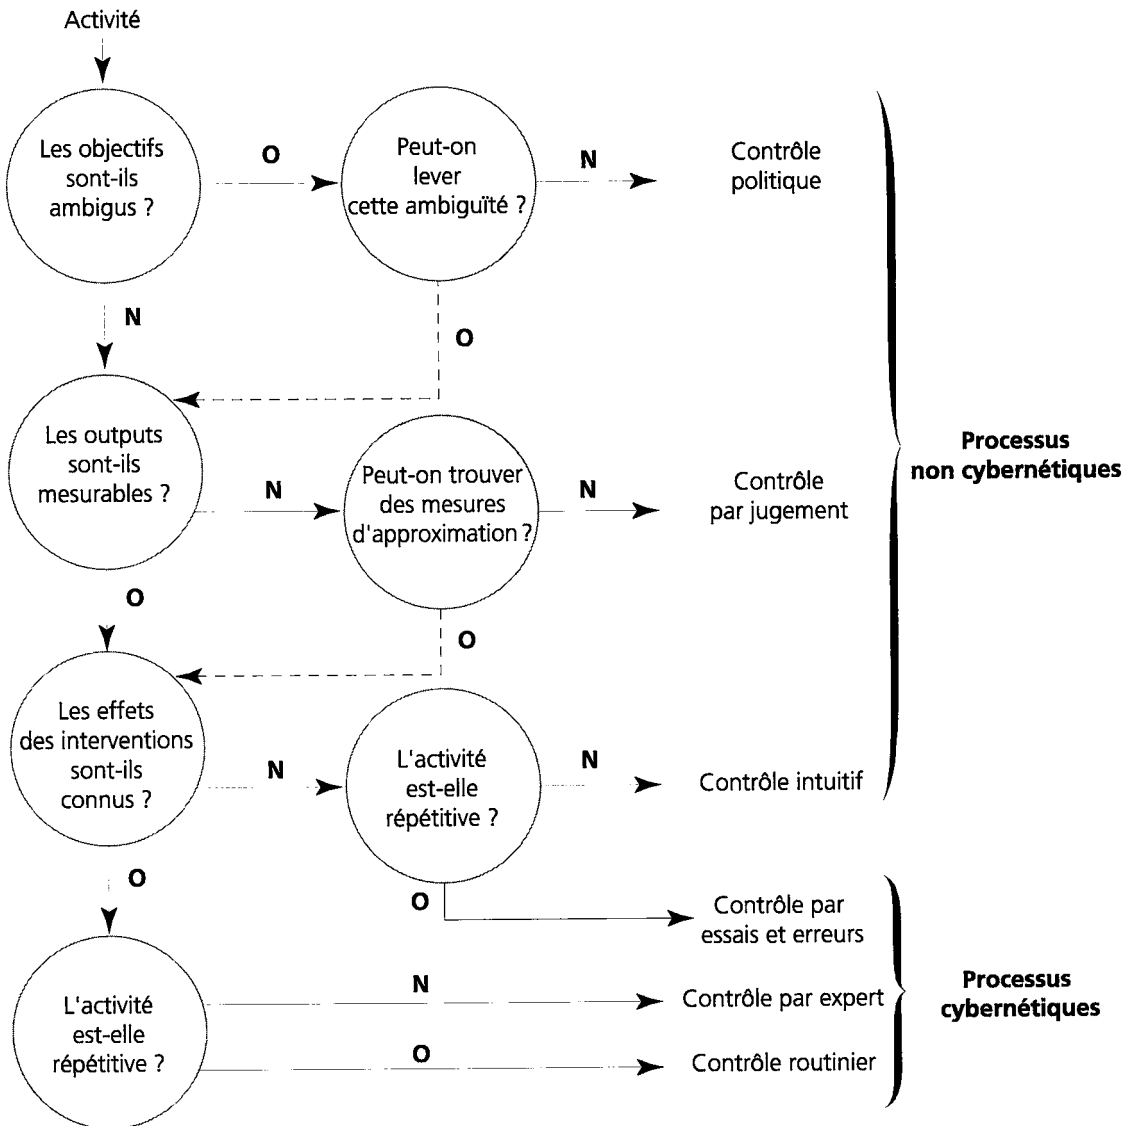 Activité
Les objectifs
sont-ils
ambigus ?
O
Peut-on
lever
cette ambiguïté ?
N
Contrôle
politique
N
O
Les outputs
sont-ils
mesurables ?
N
Peut-on trouver
des mesures
d'approximation ?
N
Contrôle
par jugement
Processus
non cybernétiques
O
O
Les effets
des interventions
sont-ils
connus ?
N
L'activité
est-elle
répétitive ?
N
Contrôle intuitif
O
O
Contrôle par
essais et erreurs
L'activité
est-elle
répétitive ?
N
Contrôle par expert
O
Contrôle routinier
Processus
cybernétiques